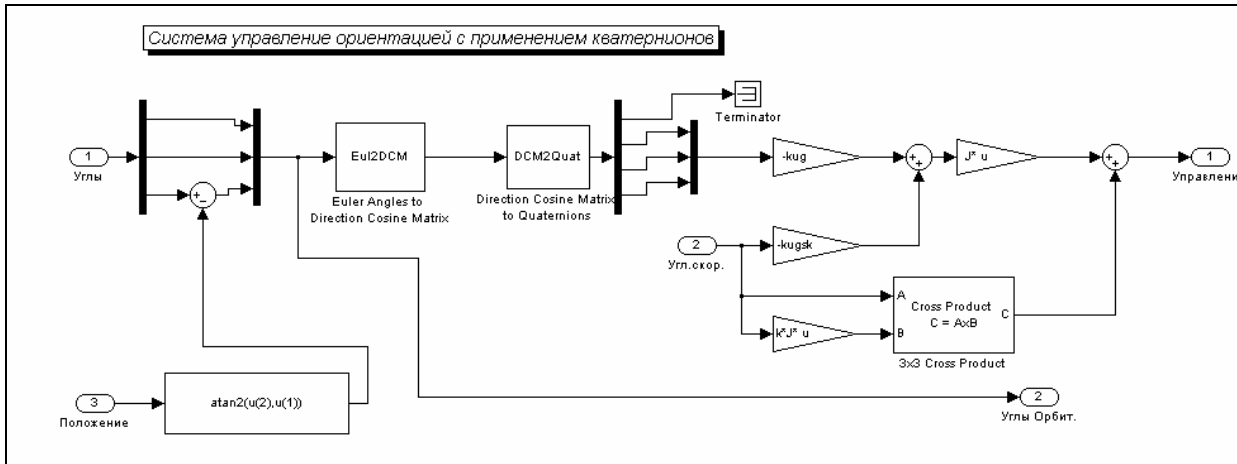 Система управление ориентацией с применением кватернионов
1
Углы
+
−
Eul2DCM
Euler Angles to
Direction Cosine Matrix
DCM2Quat
Direction Cosine Matrix
to Quaternions
Terminator
-kug
+
+
J* u
+
+
1
Управлени
2
Угл.скор.
-kugsk
k*J* u
A
B
Cross Product
C = AxB
C
3x3 Cross Product
3
Положение
atan2(u(2),u(1))
2
Углы Орбит.